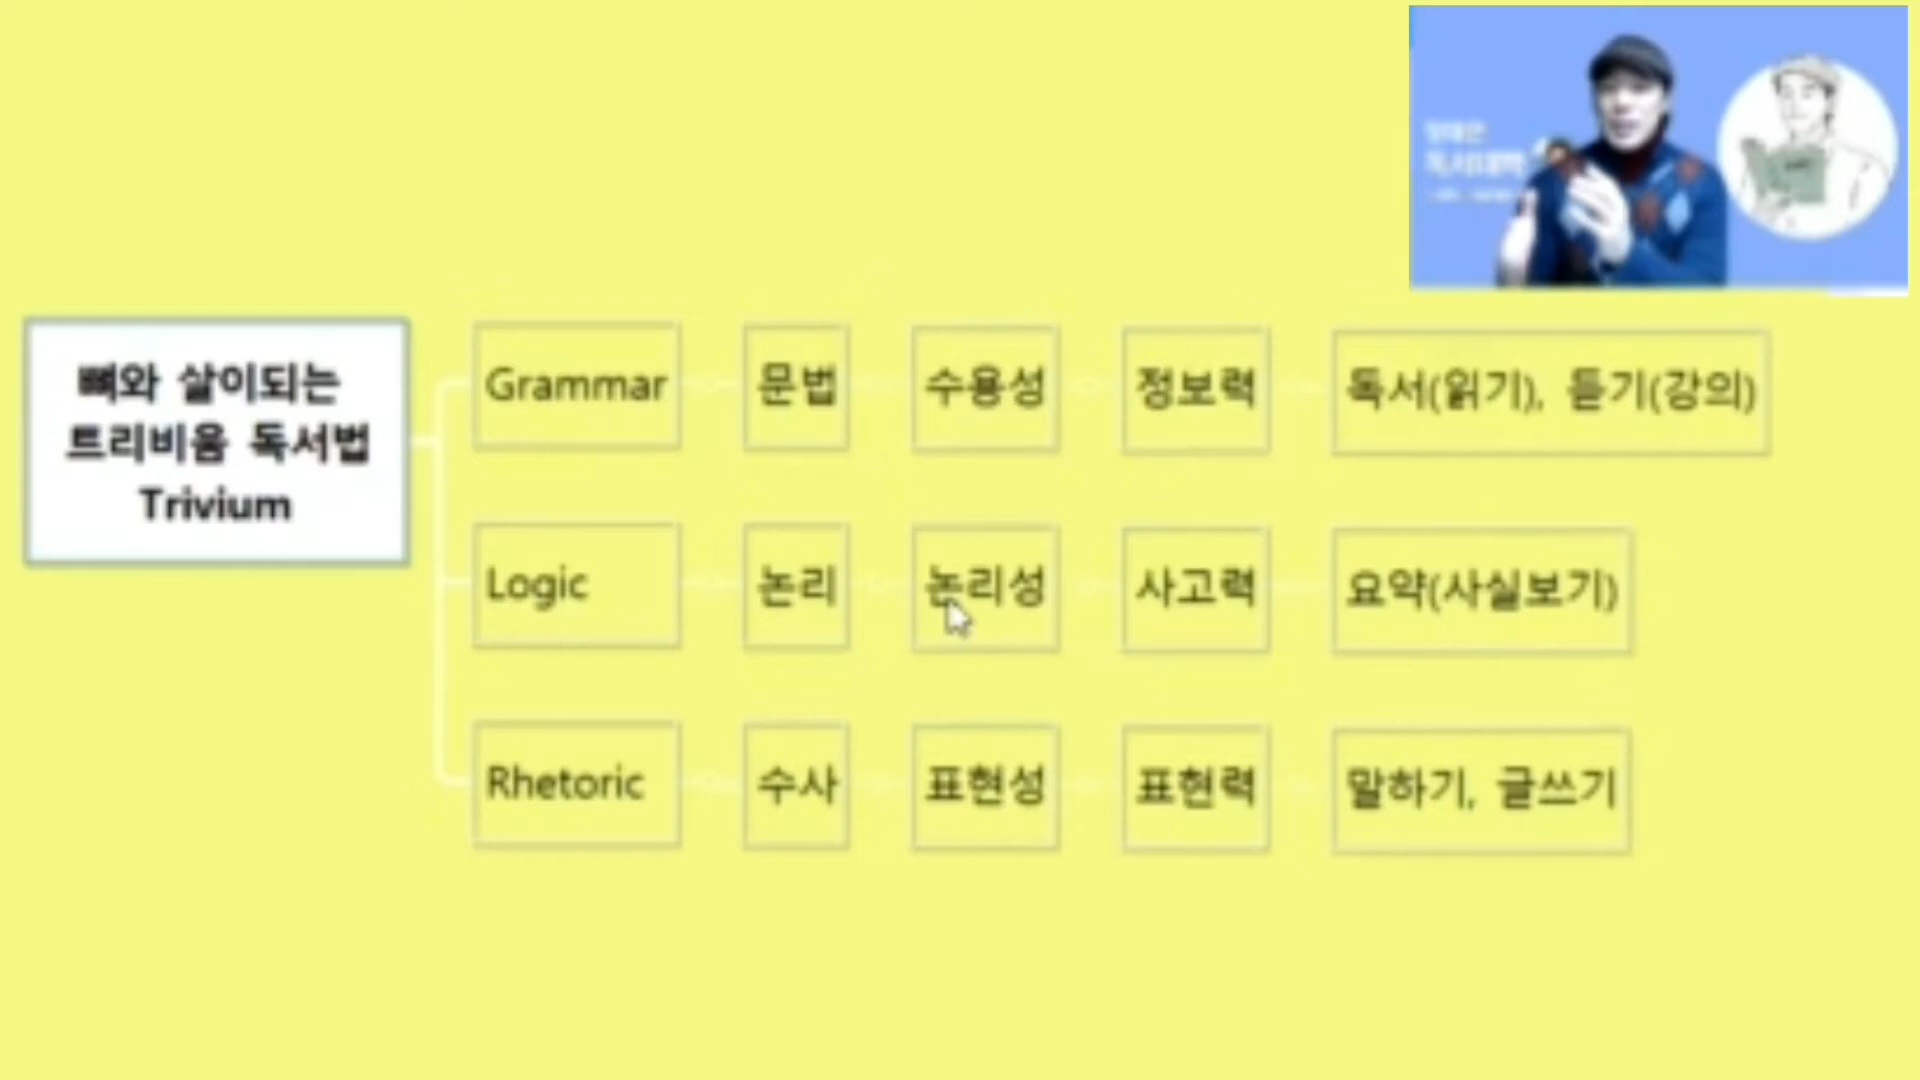 뼈와 살이되는
트리비움 독서법
Trivium
Grammar 문법 수용성 정보력 독서(읽기), 듣기(강의)
Logic 논리 논리성 사고력 요약(사실보기)
Rhetoric 수사 표현성 표현력 말하기, 글쓰기